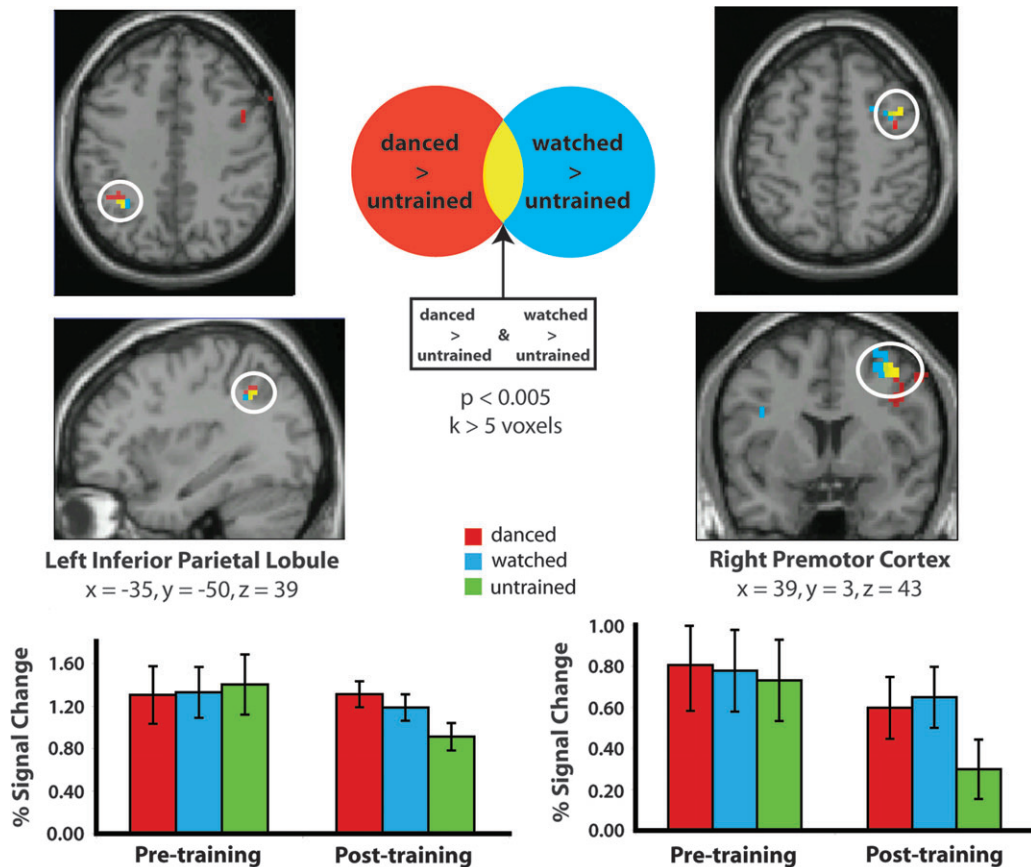 danced
>
untrained
watched
>
untrained
danced
>
untrained
&
watched
>
untrained
p < 0.005
k > 5 voxels
danced
watched
untrained
Left Inferior Parietal Lobule
x = -35, y = -50, z = 39
Right Premotor Cortex
x = 39, y = 3, z = 43
% Signal Change
1.60
1.20
0.80
0.40
0.00
Pre-training
Post-training
% Signal Change
1.00
0.80
0.60
0.40
0.20
0.00
Pre-training
Post-training